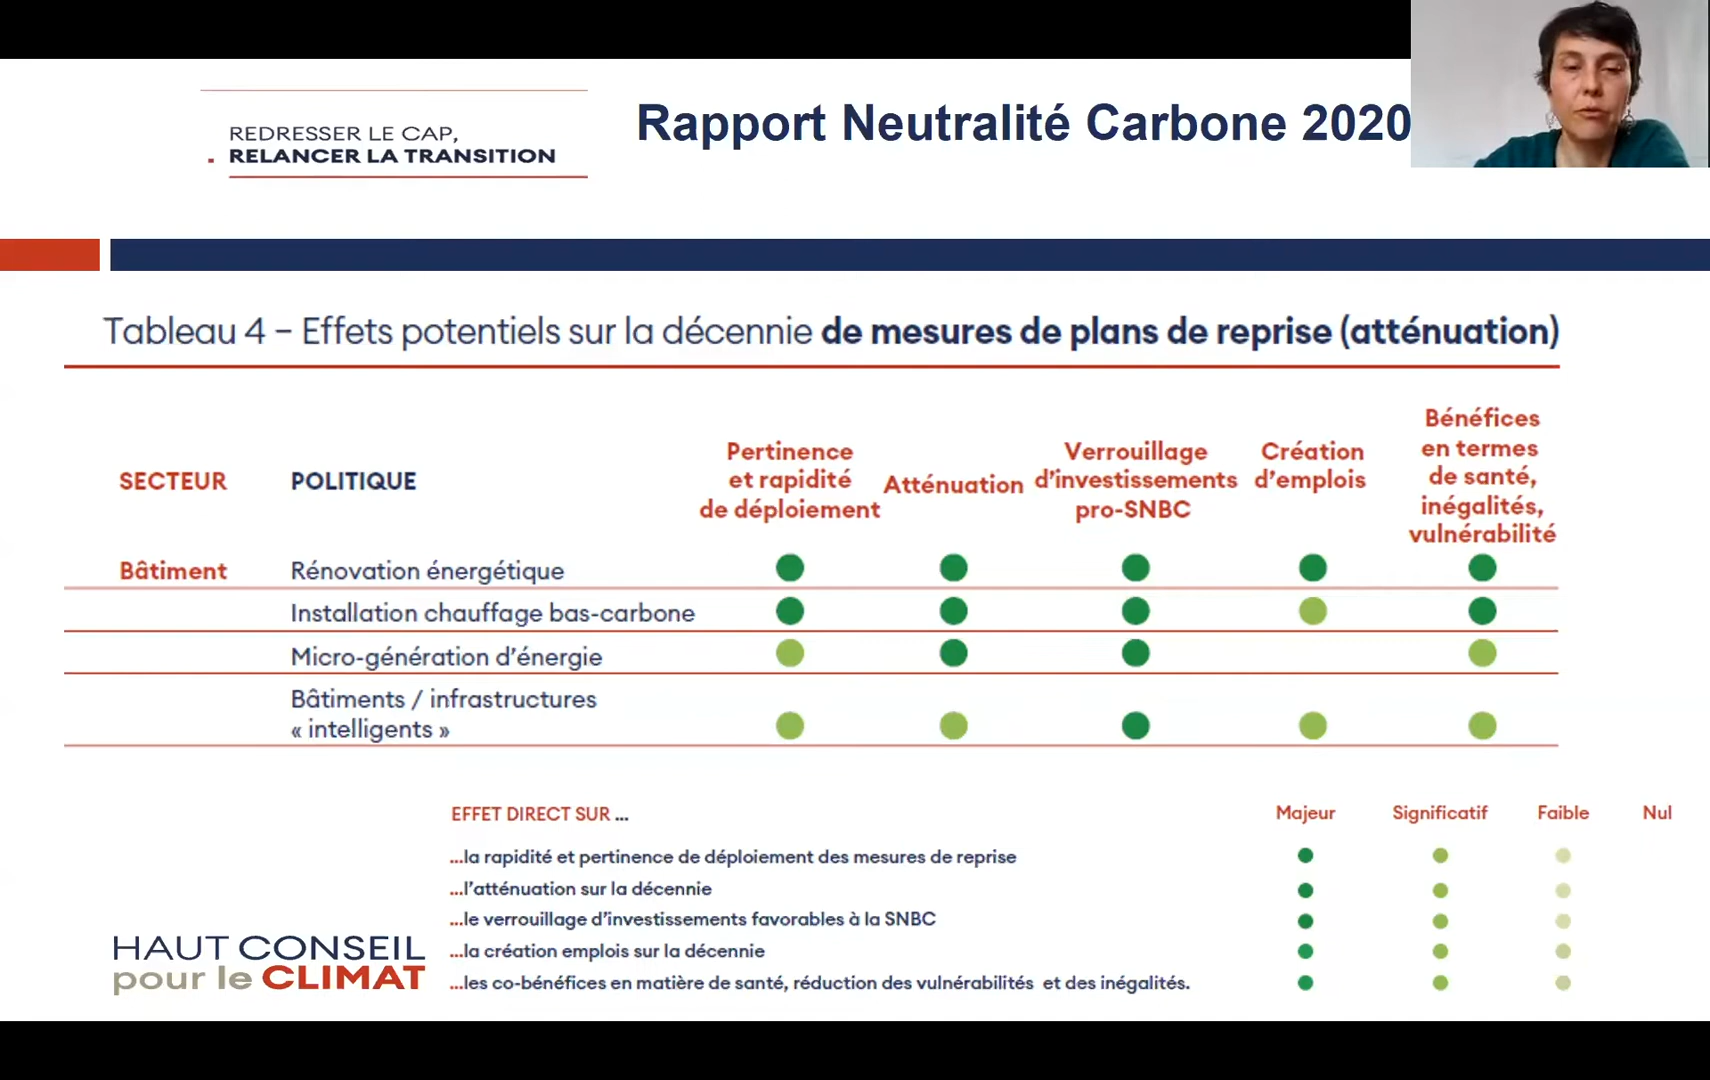 REDRESSER LE CAP,
RELANCER LA TRANSITION
Rapport Neutralité Carbone 2020
Tableau 4 – Effets potentiels sur la décennie de mesures de plans de reprise (atténuation)
SECTEUR
POLITIQUE
Pertinence
et rapidité
de déploiement
Atténuation
Verrouillage
d'investissements
pro-SNBC
Création
d'emplois
Bénéfices
en termes
de santé,
inégalités,
vulnérabilité
Bâtiment
Rénovation énergétique
Installation chauffage bas-carbone
Micro-génération d'énergie
Bâtiments / infrastructures
« intelligents »
EFFET DIRECT SUR ...
Majeur
Significatif
Faible
Nul
...la rapidité et pertinence de déploiement des mesures de reprise
...l'atténuation sur la décennie
...le verrouillage d'investissements favorables à la SNBC
...la création emplois sur la décennie
...les co-bénéfices en matière de santé, réduction des vulnérabilités et des inégalités.
HAUT CONSEIL
pour le CLIMAT